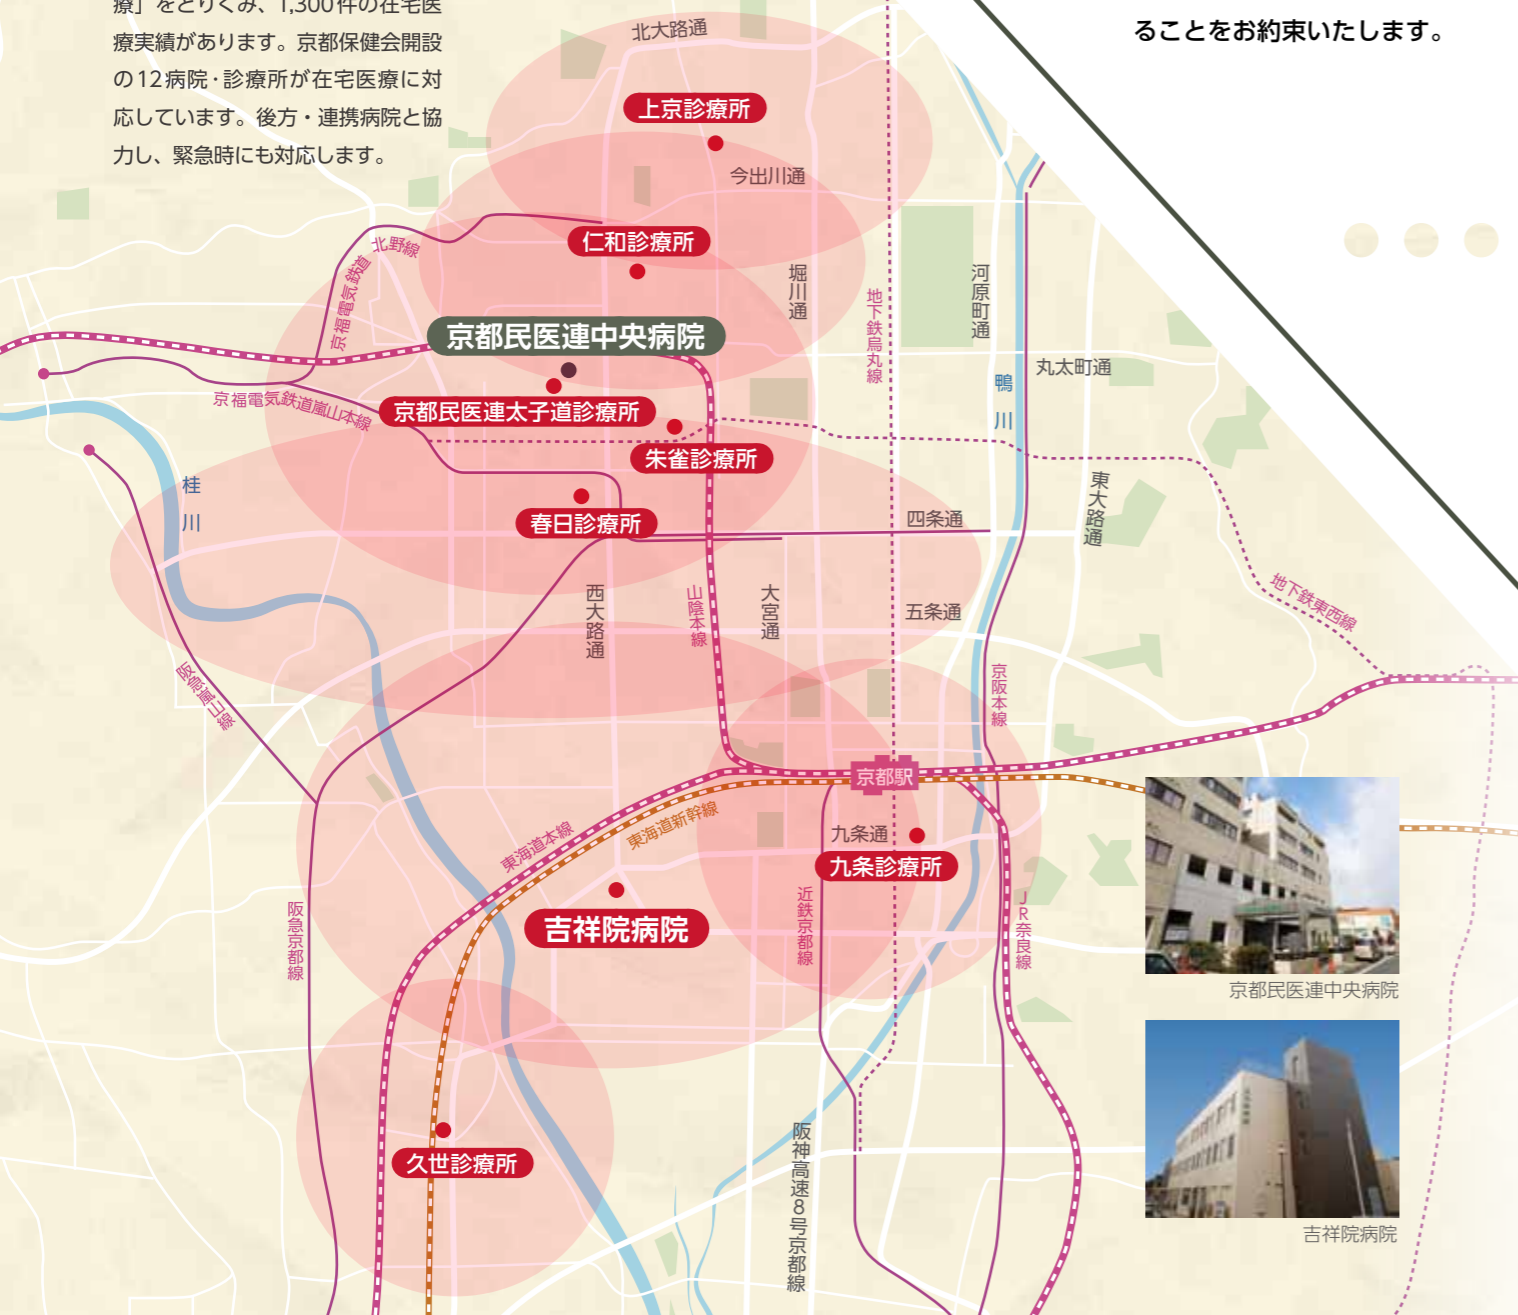 療」をとりくみ、1,300件の在宅医
療実績があります。京都保健会開設
の12病院・診療所が在宅医療に対
応しています。後方・連携病院と協
力し、緊急時にも対応します。
ることをお約束いたします。
北大路通
上京診療所
今出川通
北野線
京福電気鉄道
仁和診療所
堀川通
地下鉄烏丸線
河原町通
京都民医連中央病院
丸太町通
鴨川
京福電気鉄道嵐山本線
京都民医連太子道診療所
朱雀診療所
桂川
東大路通
春日診療所
四条通
西大路通
山陰本線
大宮通
五条通
地下鉄東西線
阪急嵐山線
京阪本線
京都駅
東海道本線
東海道新幹線
九条通
九条診療所
阪急京都線
吉祥院病院
近鉄京都線
JR奈良線
京都民医連中央病院
久世診療所
阪神高速8号京都線
吉祥院病院